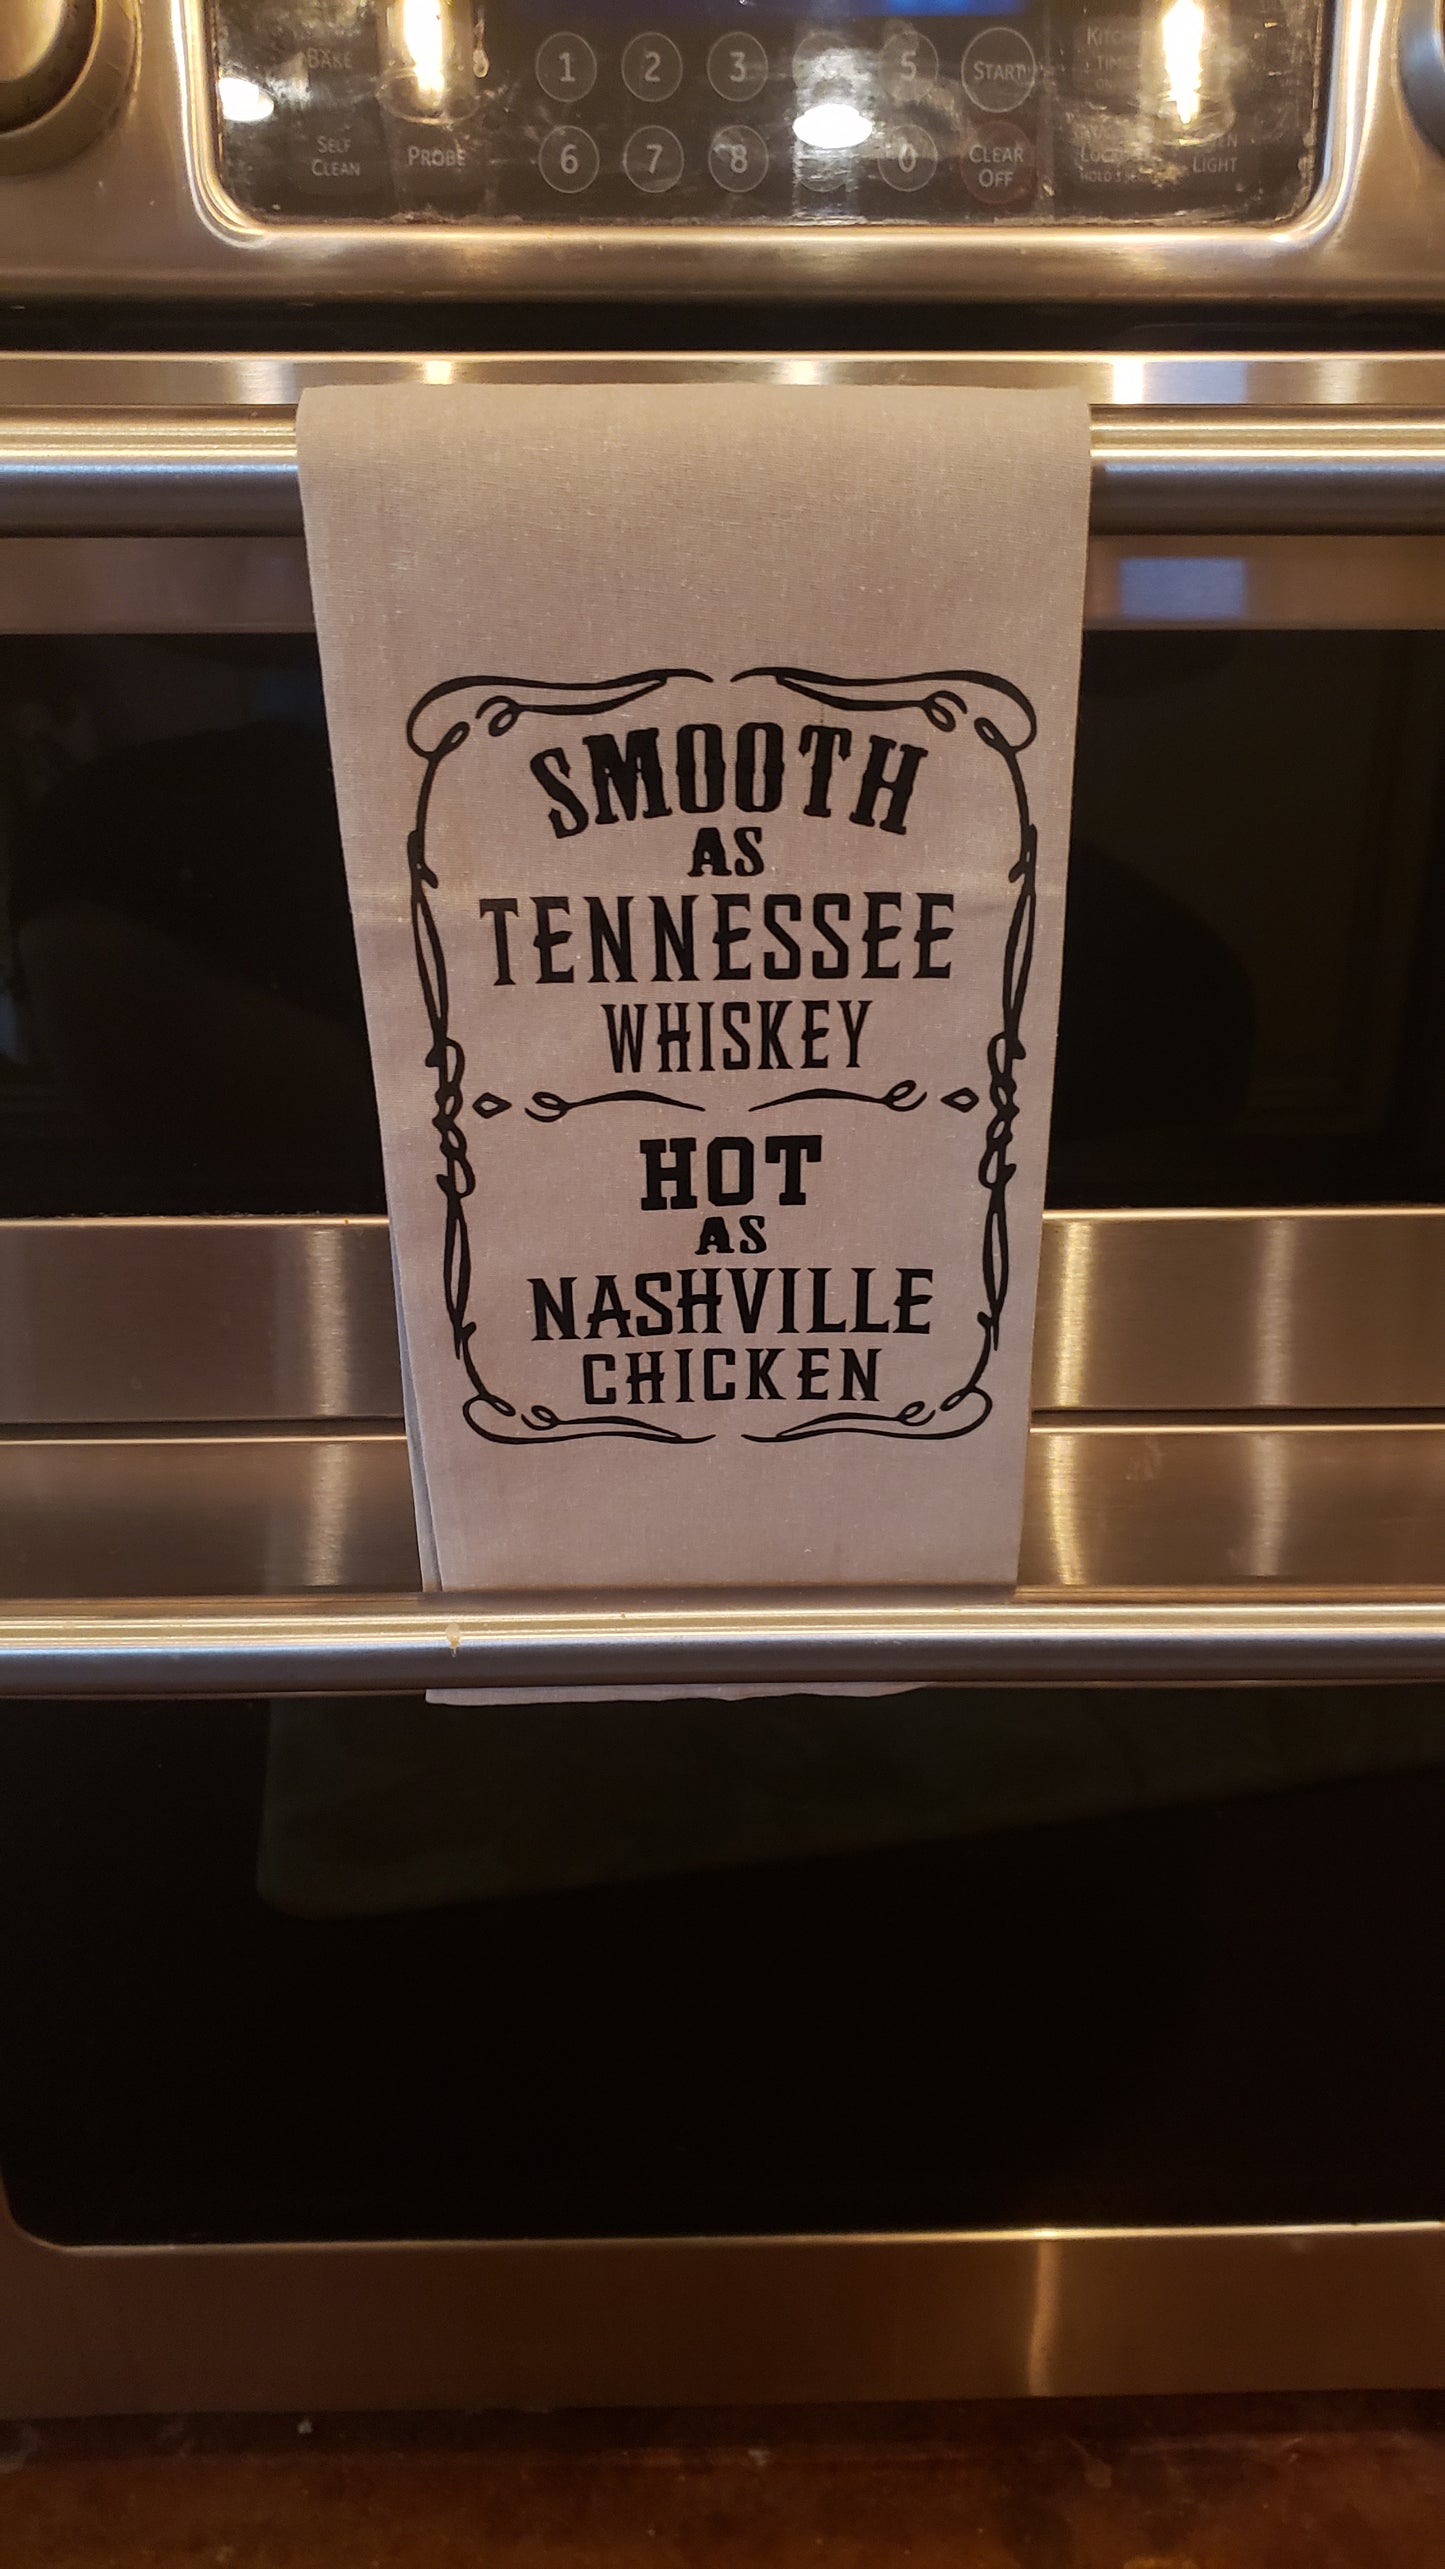 BAKE
1 2 3 5 START
SELF
CLEAN
PROBE
6 7 8 0 CLEAR
OFF
LIGHT
SMOOTH
AS
TENNESSEE
WHISKEY
HOT
AS
NASHVILLE
CHICKEN